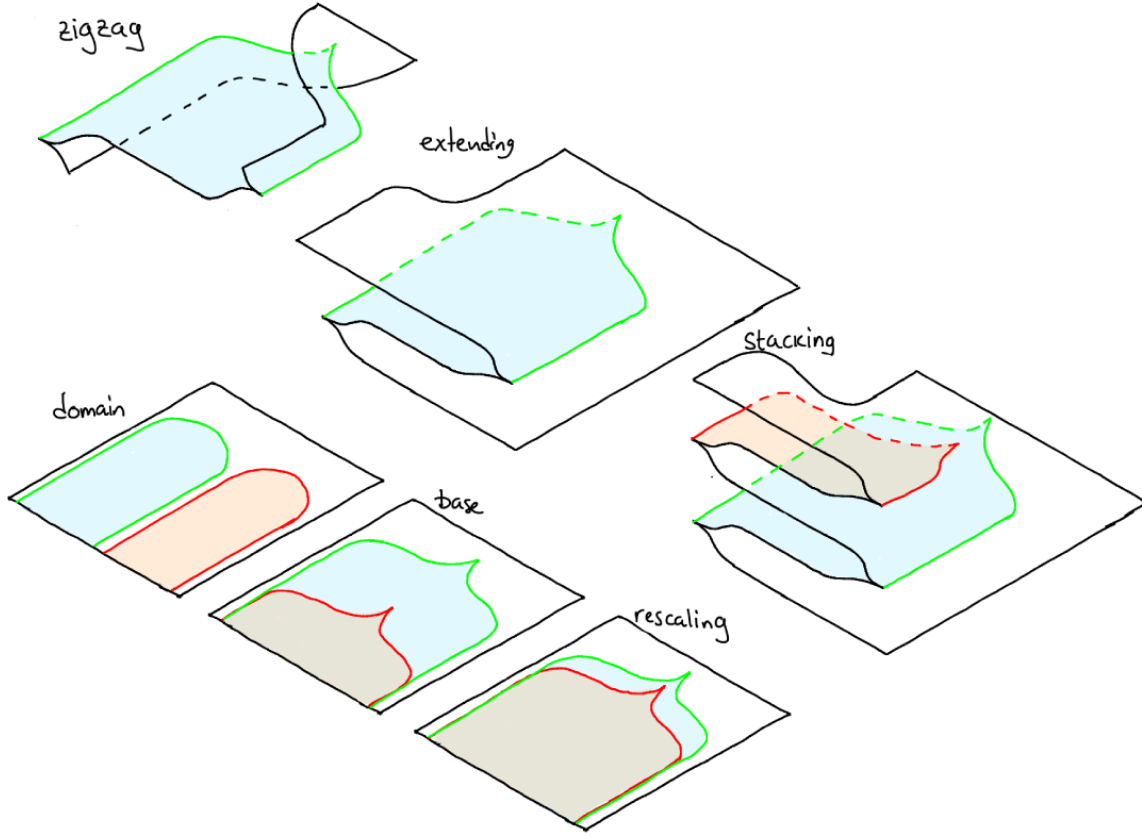 zigzag
extending
stacking
domain
base
rescaling